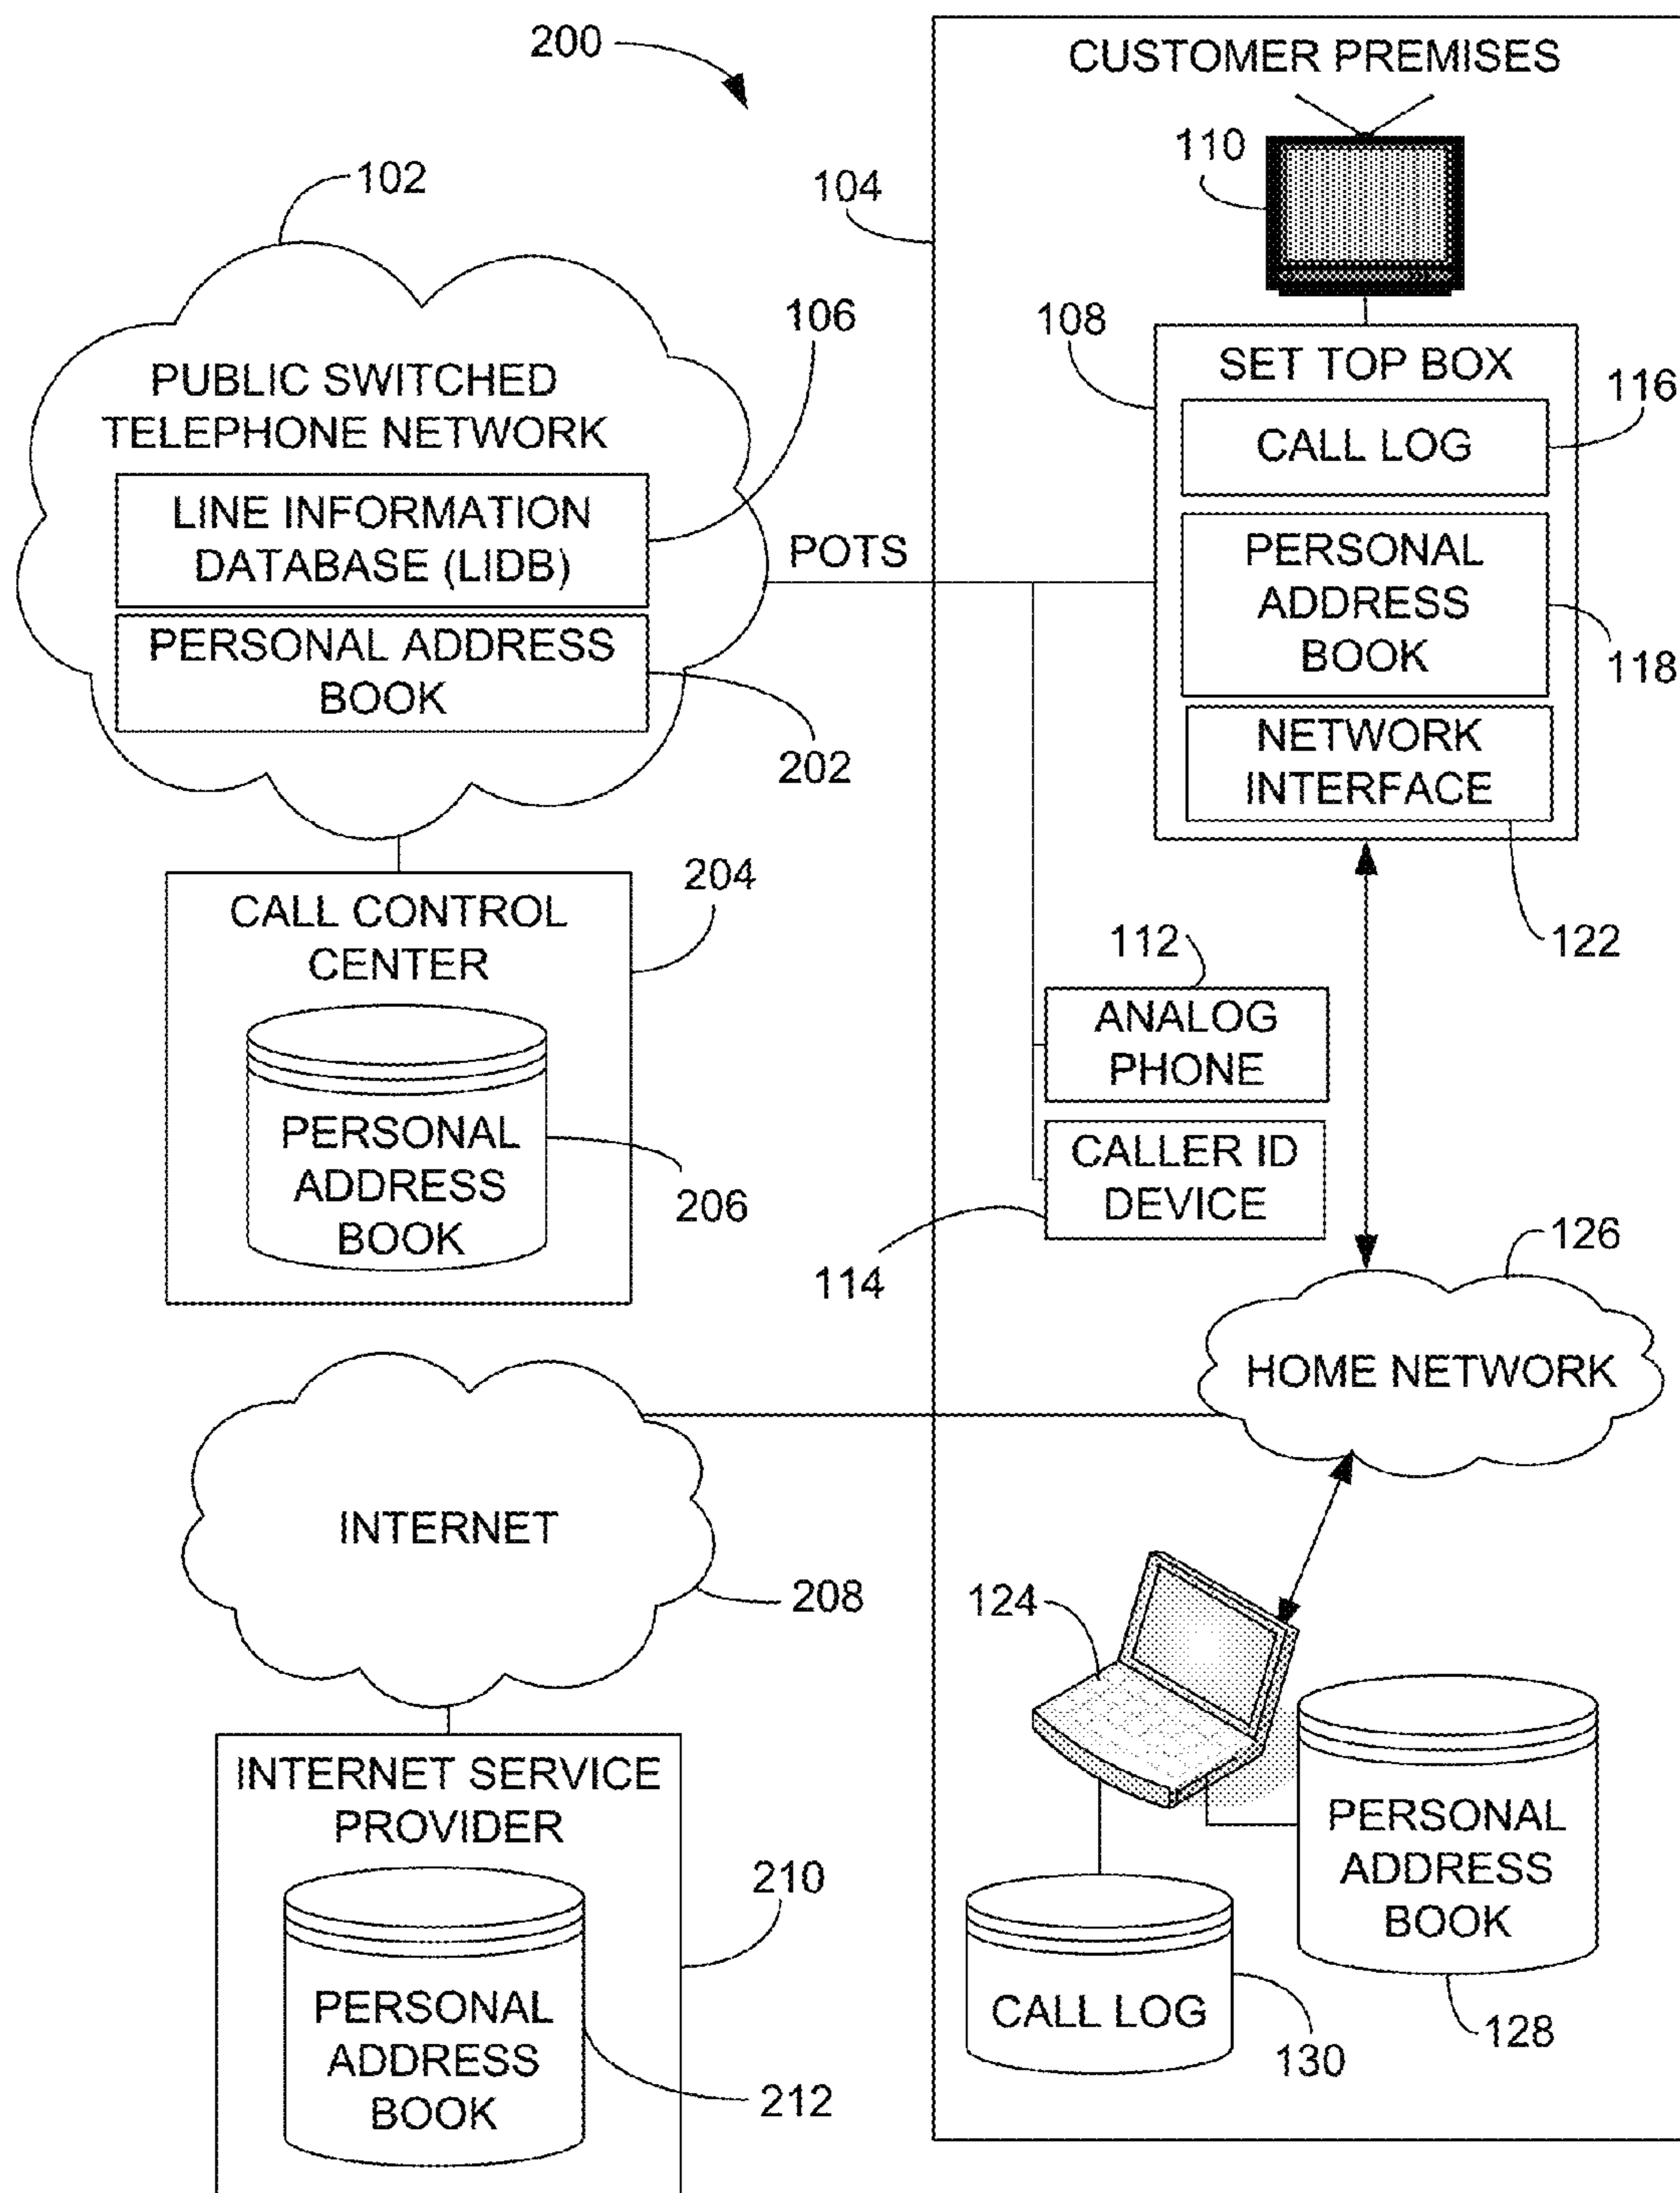 200
CUSTOMER PREMISES
110
102
104
106
108
SET TOP BOX
116
CALL LOG
PUBLIC SWITCHED
TELEPHONE NETWORK
LINE INFORMATION
DATABASE (LIDB)
POTS
PERSONAL
ADDRESS
BOOK
118
PERSONAL ADDRESS
BOOK
202
NETWORK
INTERFACE
122
204
CALL CONTROL
CENTER
112
ANALOG
PHONE
PERSONAL
ADDRESS
BOOK
206
CALLER ID
DEVICE
114
126
HOME NETWORK
INTERNET
208
124
INTERNET SERVICE
PROVIDER
210
PERSONAL
ADDRESS
BOOK
128
CALL LOG
130
PERSONAL
ADDRESS
BOOK
212